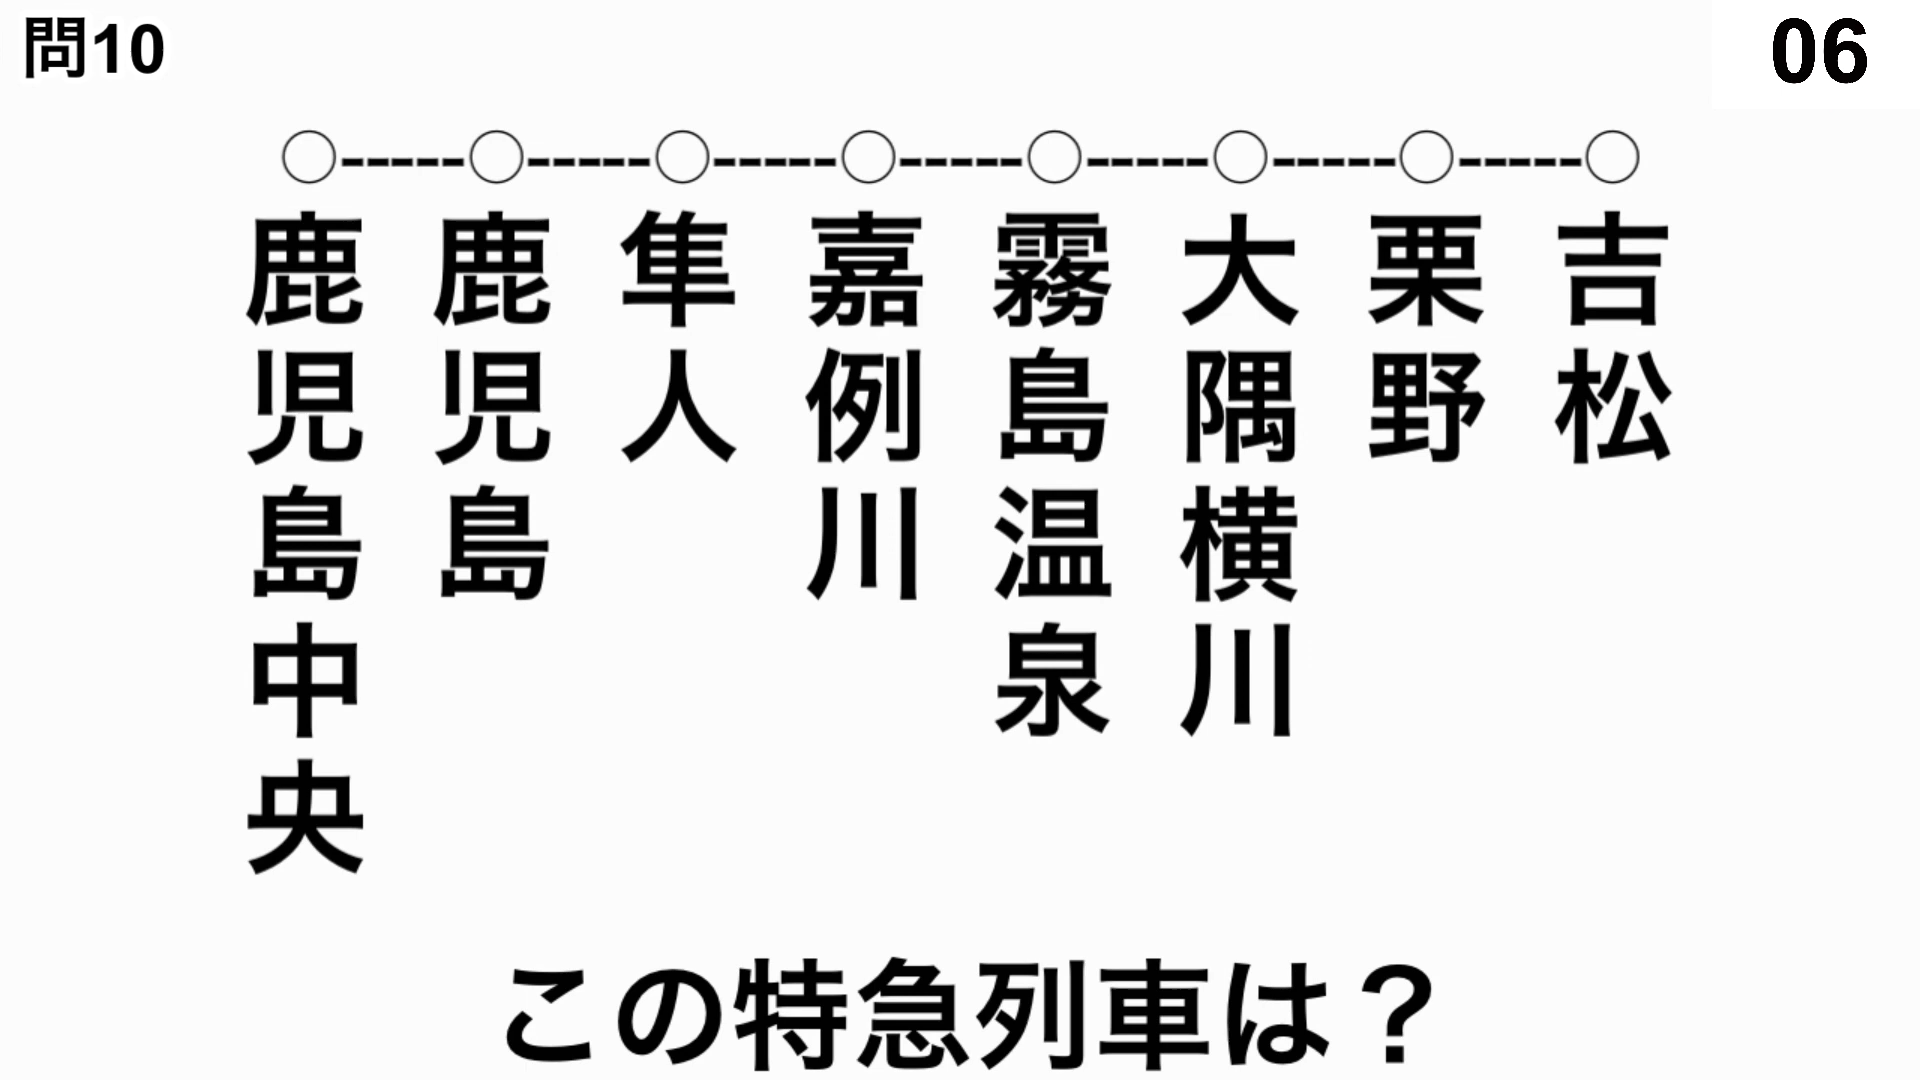 問10
06
鹿児島中央
鹿児島
隼人
嘉例川
霧島温泉
大隅横川
栗野
吉松
この特急列車は？